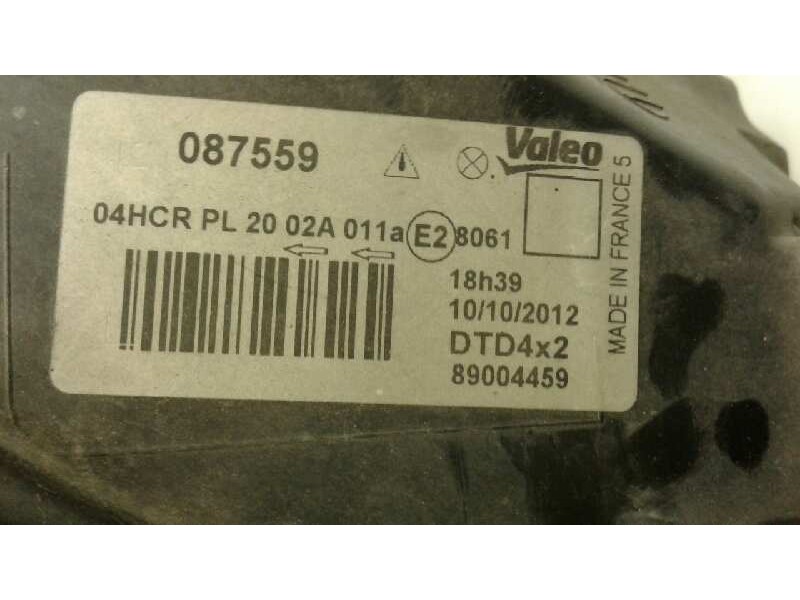 087559
Valeo
04HCR PL 20 02A 011a E2 8061
18h39
10/10/2012
DTD4x2
89004459
MADE IN FRANCE 5